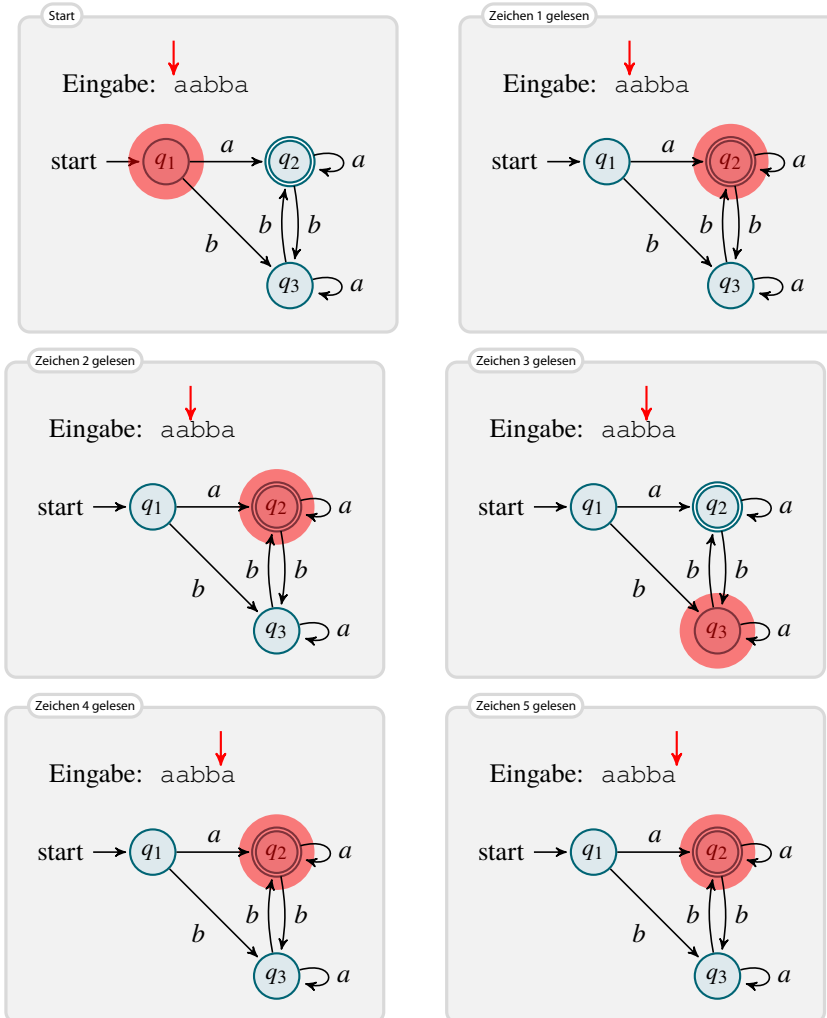 Start
Eingabe: aabba
start q1 a q2 a
b b b
q3 a
Zeichen 1 gelesen
Eingabe: aabba
start q1 a q2 a
b b b
q3 a
Zeichen 2 gelesen
Eingabe: aabba
start q1 a q2 a
b b b
q3 a
Zeichen 3 gelesen
Eingabe: aabba
start q1 a q2 a
b b b
q3 a
Zeichen 4 gelesen
Eingabe: aabba
start q1 a q2 a
b b b
q3 a
Zeichen 5 gelesen
Eingabe: aabba
start q1 a q2 a
b b b
q3 a